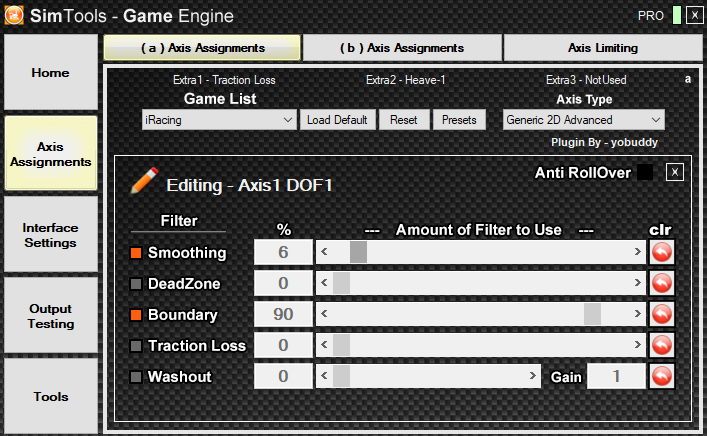 SimTools - Game Engine
PRO
X
Home
Axis Assignments
Interface Settings
Output Testing
Tools
( a ) Axis Assignments
( b ) Axis Assignments
Axis Limiting
Extra1 - Traction Loss
Extra2 - Heave-1
Extra3 - NotUsed
a
Game List
Axis Type
iRacing
Load Default
Reset
Presets
Generic 2D Advanced
Plugin By - yobuddy
Editing - Axis1 DOF1
Anti RollOver
X
Filter
%
--- Amount of Filter to Use ---
clr
Smoothing
6
DeadZone
0
Boundary
90
Traction Loss
0
Washout
0
Gain
1